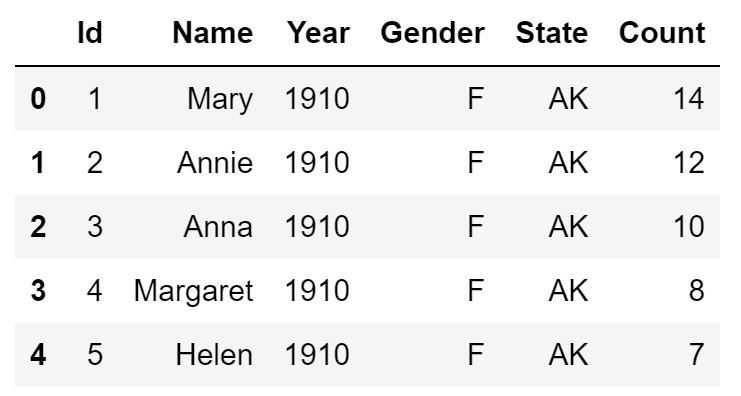 Id Name Year Gender State Count
0 1 Mary 1910 F AK 14
1 2 Annie 1910 F AK 12
2 3 Anna 1910 F AK 10
3 4 Margaret 1910 F AK 8
4 5 Helen 1910 F AK 7